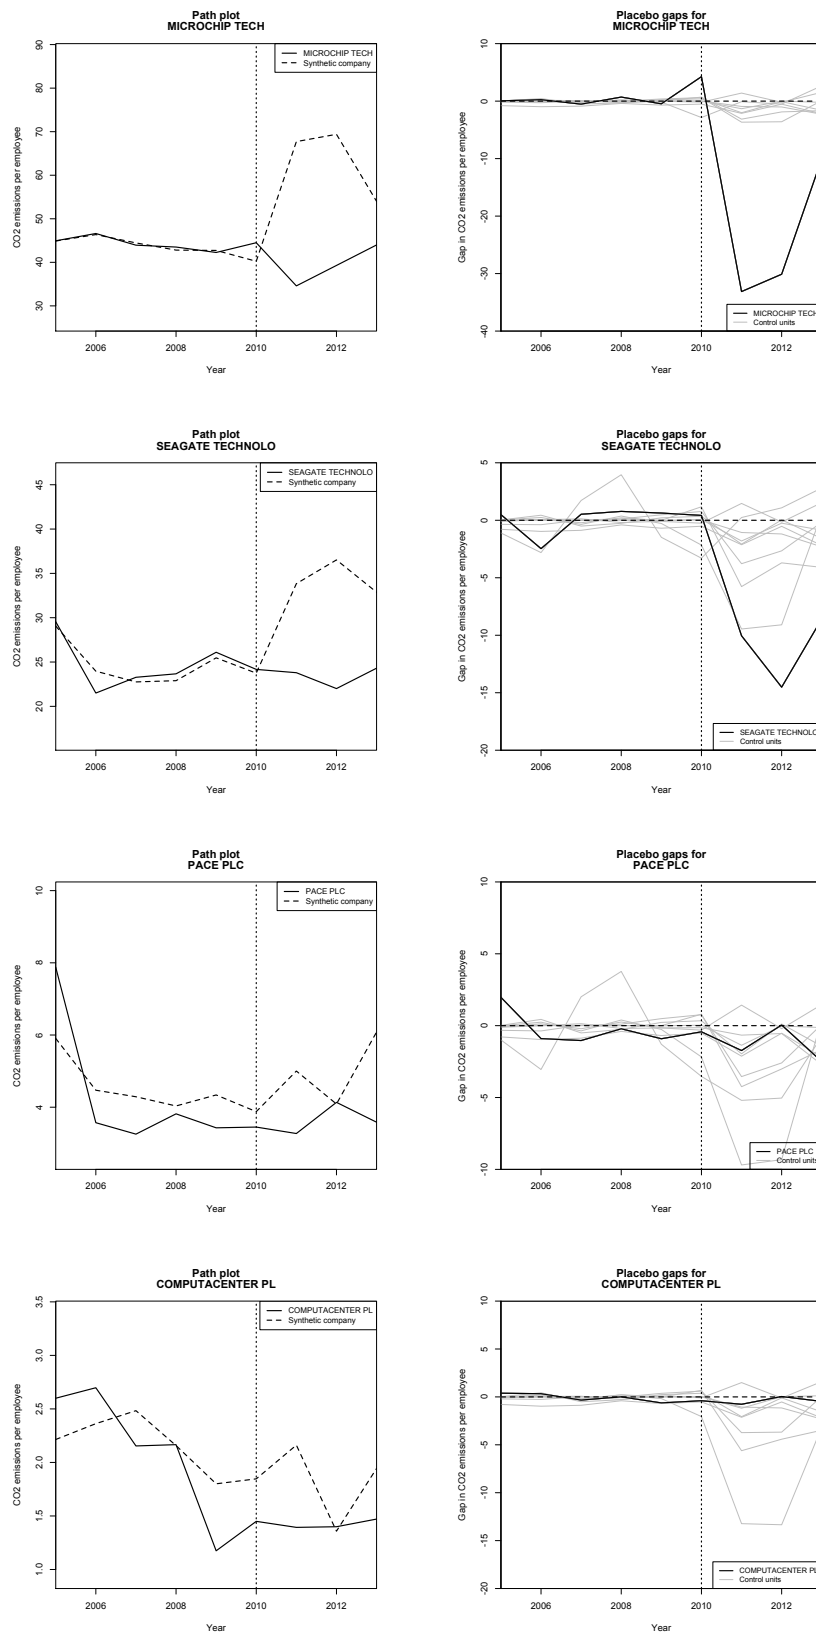 Path plot
MICROCHIP TECH
MICROCHIP TECH
Synthetic company
CO2 emissions per employee
90
80
70
60
50
40
30
2006
2008
2010
2012
Year
Placebo gaps for
MICROCHIP TECH
Gap in CO2 emissions per employee
10
0
-10
-20
-30
-40
MICROCHIP TECH
Control units
2006
2008
2010
2012
Year
Path plot
SEAGATE TECHNOLO
SEAGATE TECHNOLO
Synthetic company
CO2 emissions per employee
45
40
35
30
25
20
2006
2008
2010
2012
Year
Placebo gaps for
SEAGATE TECHNOLO
Gap in CO2 emissions per employee
5
0
-5
-10
-15
-20
SEAGATE TECHNOLO
Control units
2006
2008
2010
2012
Year
Path plot
PACE PLC
PACE PLC
Synthetic company
CO2 emissions per employee
10
8
6
4
2006
2008
2010
2012
Year
Placebo gaps for
PACE PLC
Gap in CO2 emissions per employee
10
5
0
-5
-10
PACE PLC
Control units
2006
2008
2010
2012
Year
Path plot
COMPUTACENTER PL
COMPUTACENTER PL
Synthetic company
CO2 emissions per employee
3.5
3.0
2.5
2.0
1.5
1.0
2006
2008
2010
2012
Year
Placebo gaps for
COMPUTACENTER PL
Gap in CO2 emissions per employee
10
5
0
-5
-10
-15
-20
COMPUTACENTER PL
Control units
2006
2008
2010
2012
Year